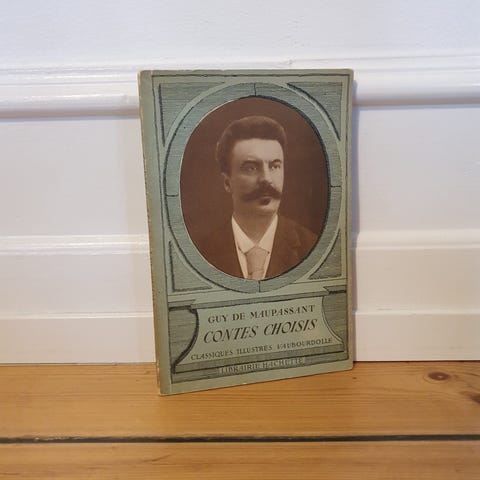 GUY DE MAUPASSANT
CONTES CHOISIS
CLASSIQUES ILLUSTRÉS VAUBOURDOLLE
LIBRAIRIE HACHETTE